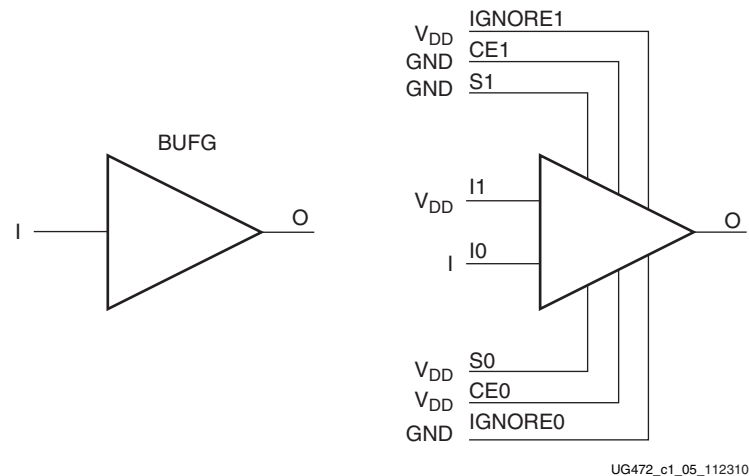 BUFG
I
O
VDD IGNORE1
GND CE1
GND S1
VDD I1
I I0
O
VDD S0
VDD CE0
GND IGNORE0
UG472_c1_05_112310